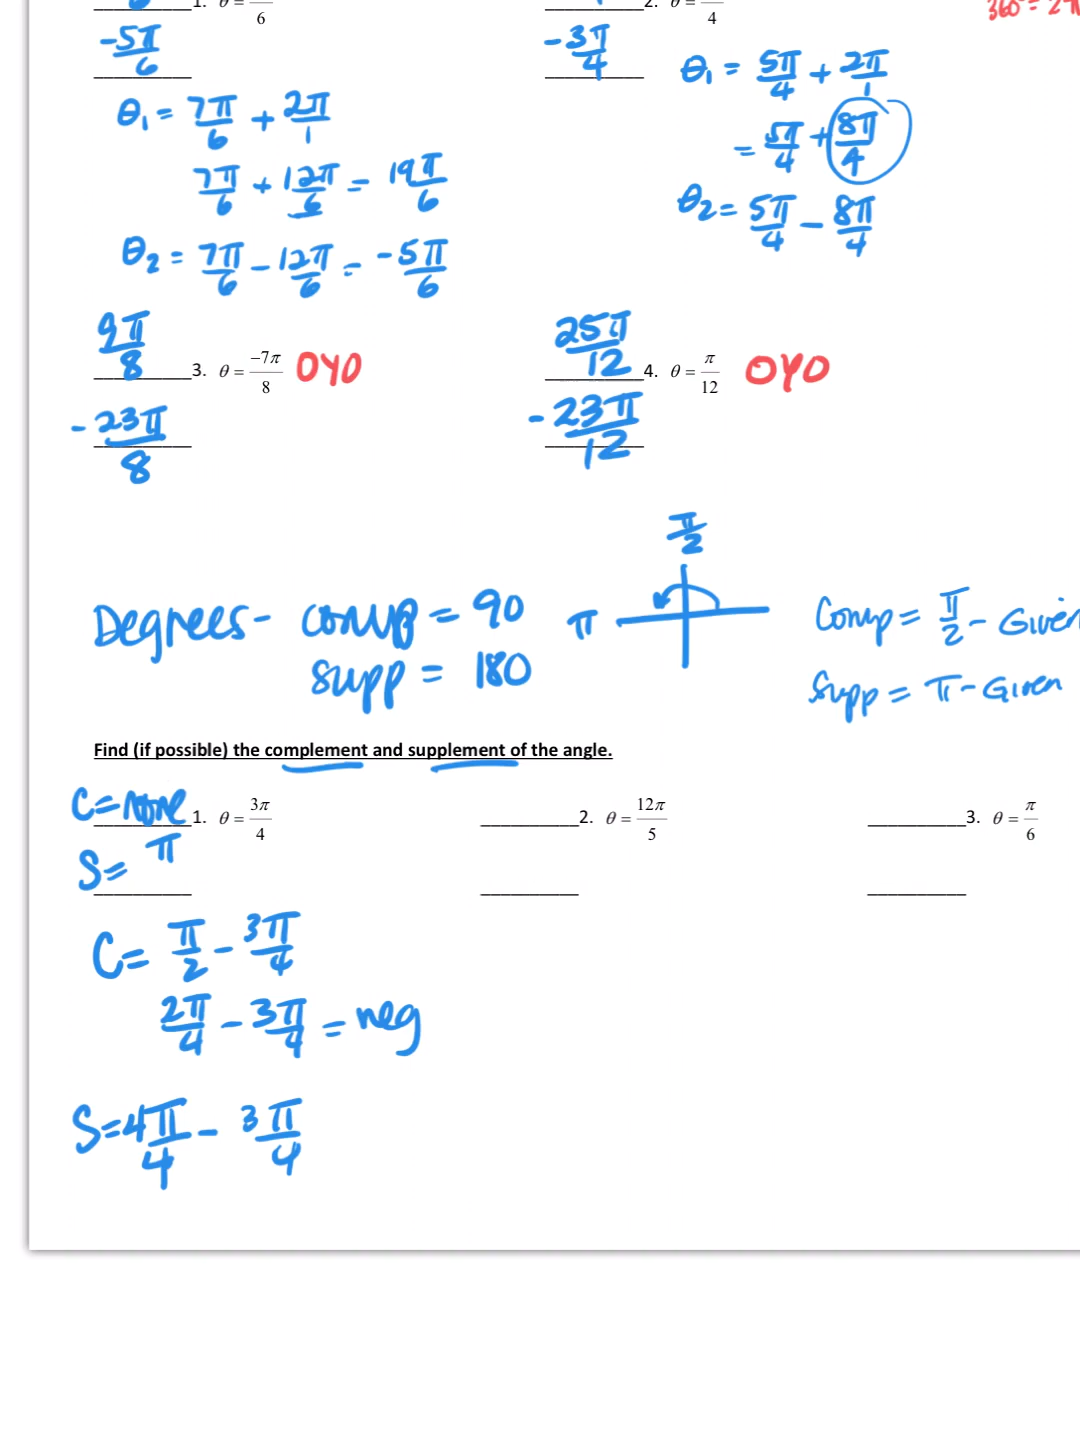 6
4
360° = 2π
-5π/6
-3π/4
θ₁ = 5π/4 + 2π/1
θ₁ = 7π/6 + 2π/1
= 5π/4 + 8π/4
7π/6 + 12π/6 = 19π/6
θ₂ = 5π/4 - 8π/4
θ₂ = 7π/6 - 12π/6 = -5π/6
9π/8 3. θ = -7π/8 OYO
25π/12 4. θ = π/12 OYO
-23π/8
-23π/12
π/2
π
Degrees - comp = 90
supp = 180
Comp = π/2 - Given
Supp = π - Given
Find (if possible) the complement and supplement of the angle.
C = none 1. θ = 3π/4
2. θ = 12π/5
3. θ = π/6
S = π
C = π/2 - 3π/4
2π/4 - 3π/4 = neg
S = 4π/4 - 3π/4